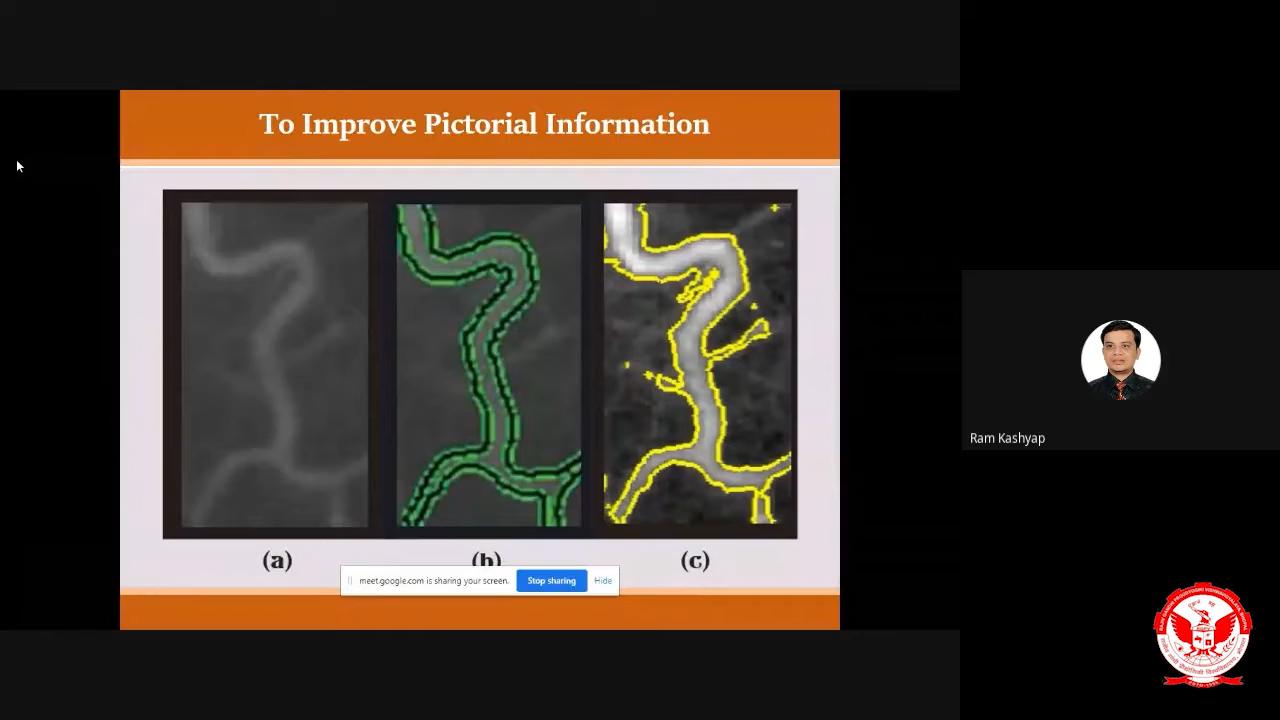 To Improve Pictorial Information
(a)
(b)
(c)
meet.google.com is sharing your screen.
Stop sharing
Hide
Ram Kashyap